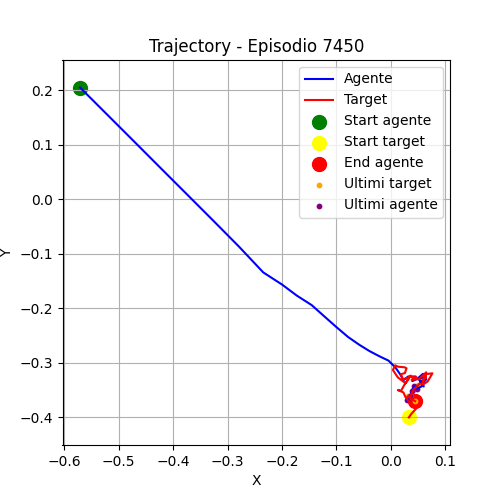 Trajectory - Episodio 7450
Agente
Target
Start agente
Start target
End agente
Ultimi target
Ultimi agente
0.2
0.1
0.0
−0.1
−0.2
−0.3
−0.4
Y
−0.6
−0.5
−0.4
−0.3
−0.2
−0.1
0.0
0.1
X